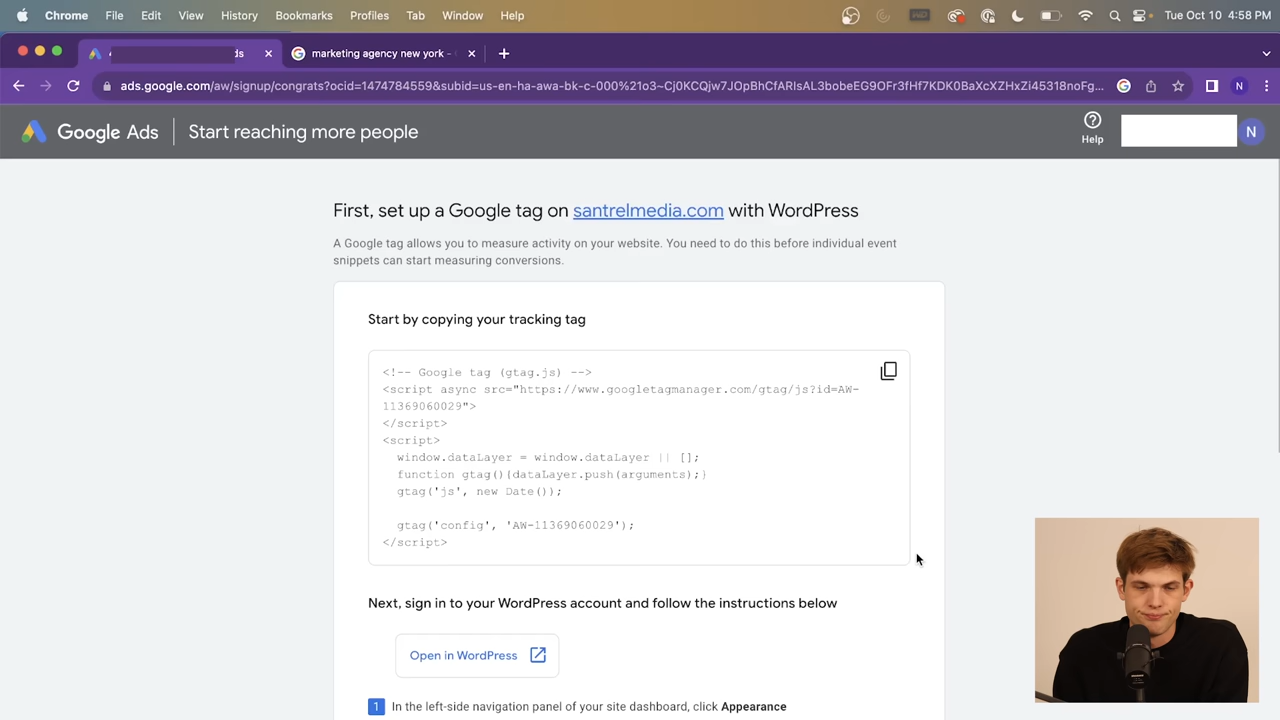 Chrome File Edit View History Bookmarks Profiles Tab Window Help Tue Oct 10 4:58 PM
ds marketing agency new york -
ads.google.com/aw/signup/congrats?ocid=1474784559&subid=us-en-ha-awa-bk-c-000%21o3~Cj0KCQjw7JOpBhCfARIsAL3bobeEG9OFr3fHf7KDK0BaXcXZHxZi45318noFg... N
Google Ads Start reaching more people Help N
First, set up a Google tag on santrelmedia.com with WordPress
A Google tag allows you to measure activity on your website. You need to do this before individual event
snippets can start measuring conversions.
Start by copying your tracking tag
<!-- Google tag (gtag.js) -->
<script async src="https://www.googletagmanager.com/gtag/js?id=AW-
11369060029">
</script>
<script>
window.dataLayer = window.dataLayer || [];
function gtag(){dataLayer.push(arguments);}
gtag('js', new Date());
gtag('config', 'AW-11369060029');
</script>
Next, sign in to your WordPress account and follow the instructions below
Open in WordPress
1 In the left-side navigation panel of your site dashboard, click Appearance